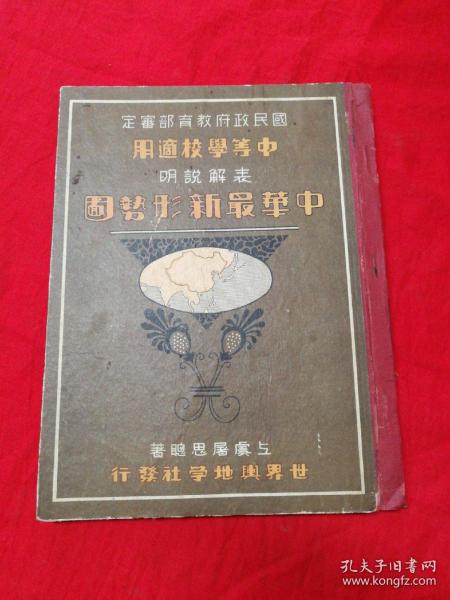 國民政府教育部審定
中等學校適用
表解說明
中華最新形勢圖
上虞屠思聰著
世界輿地學社發行
孔夫子旧书网
www.kongfz.com